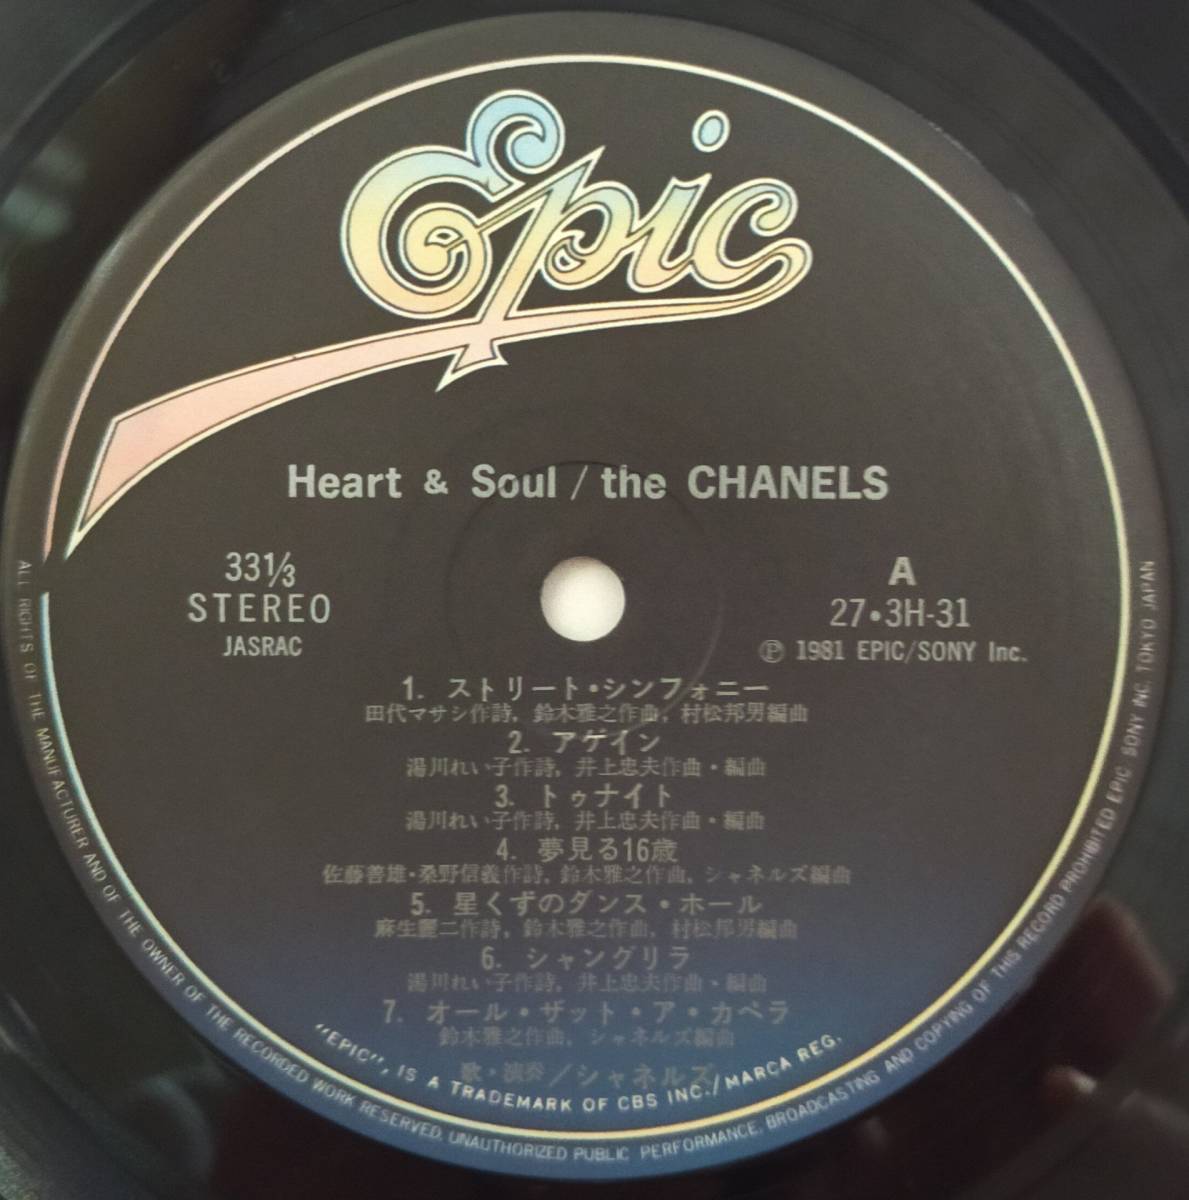 Epic
Heart & Soul / the CHANELS
33⅓
STEREO
JASRAC
A
27・3H-31
Ⓟ 1981 EPIC/SONY Inc.
1. ストリート・シンフォニー
田代マサシ作詩, 鈴木雅之作曲, 村松邦男編曲
2. アゲイン
湯川れい子作詩, 井上忠夫作曲・編曲
3. トゥナイト
湯川れい子作詩, 井上忠夫作曲・編曲
4. 夢見る16歳
佐藤善雄・桑野信義作詩, 鈴木雅之作曲, シャネルズ編曲
5. 星くずのダンス・ホール
麻生麗二作詩, 鈴木雅之作曲, 村松邦男編曲
6. シャングリラ
湯川れい子作詩, 井上忠夫作曲・編曲
7. オール・ザット・ア・カペラ
鈴木雅之作曲, シャネルズ編曲
歌・演奏/シャネルズ
"EPIC", IS A TRADEMARK OF CBS INC./MARCA REG.
ALL RIGHTS OF THE MANUFACTURER AND OF THE OWNER OF THE RECORDED WORK RESERVED. UNAUTHORIZED PUBLIC PERFORMANCE, BROADCASTING AND COPYING OF THIS RECORD PROHIBITED EPIC SONY INC. TOKYO JAPAN